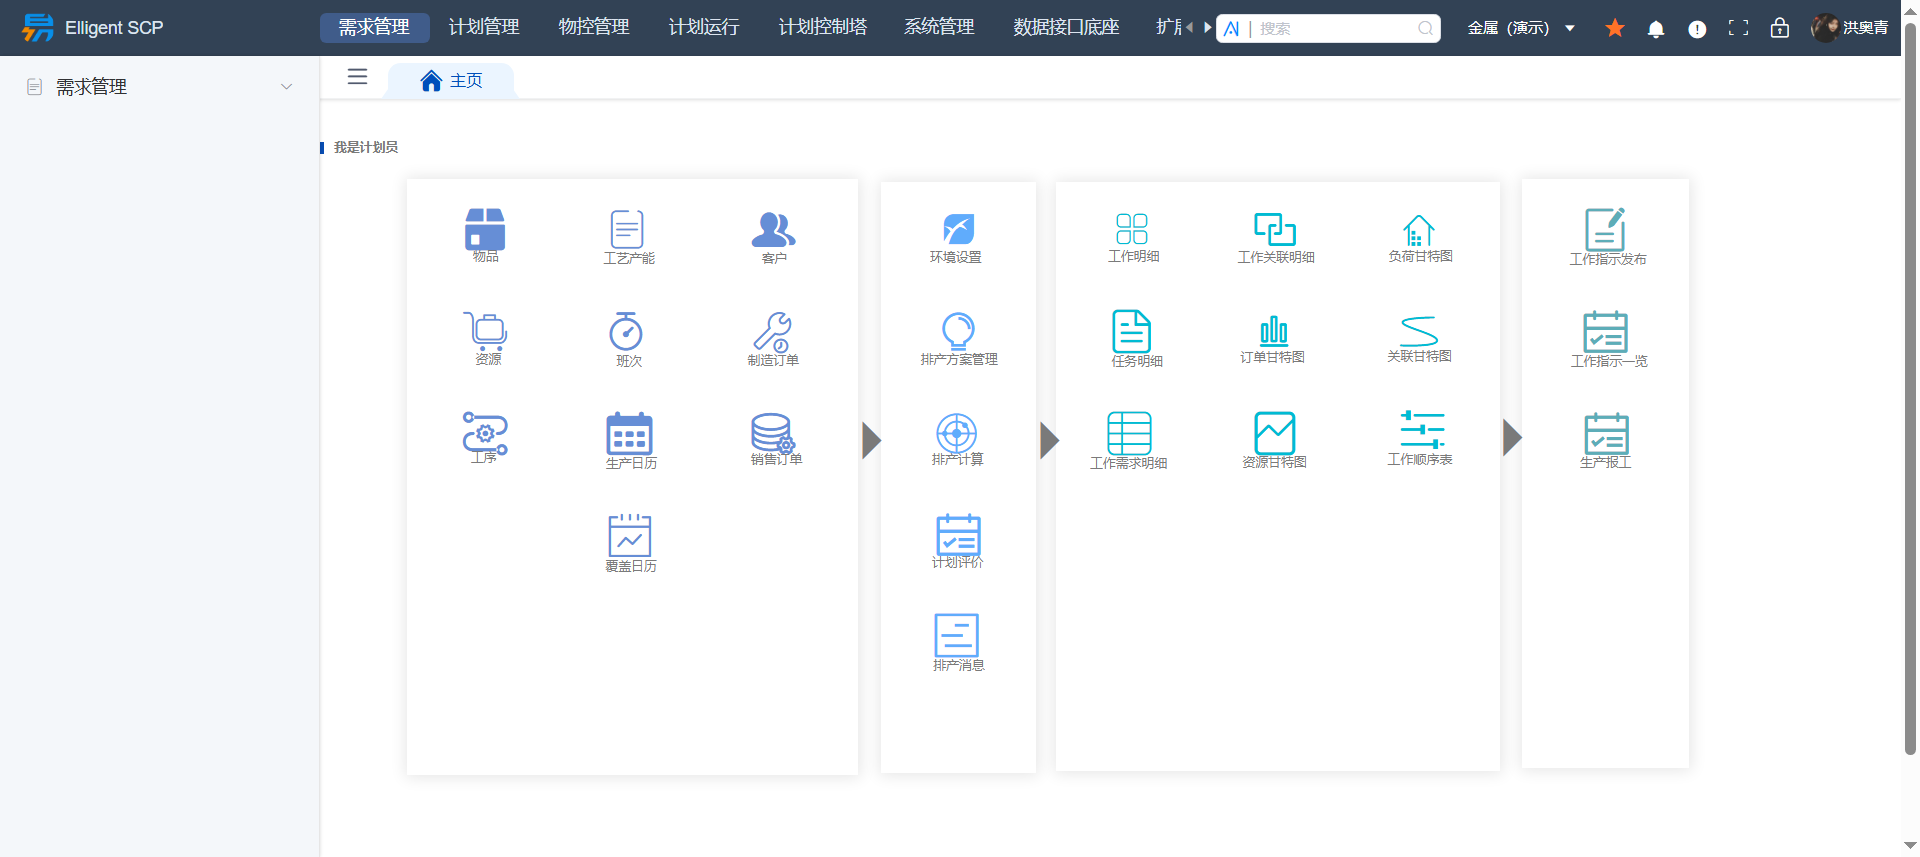 Elligent SCP
需求管理 计划管理 物控管理 计划运行 计划控制塔 系统管理 数据接口底座
AI | 搜索
金属 (演示)
洪奥青
需求管理
主页
我是计划员
物品 工艺产能 客户
资源 班次 制造订单
工序 生产日历 销售订单
覆盖日历
环境设置
排产方案管理
排产计算
计划评价
排产消息
工作明细 工作关联明细 负荷甘特图
任务明细 订单甘特图 关联甘特图
工作需求明细 资源甘特图 工作顺序表
工作指示发布
工作指示一览
生产报工